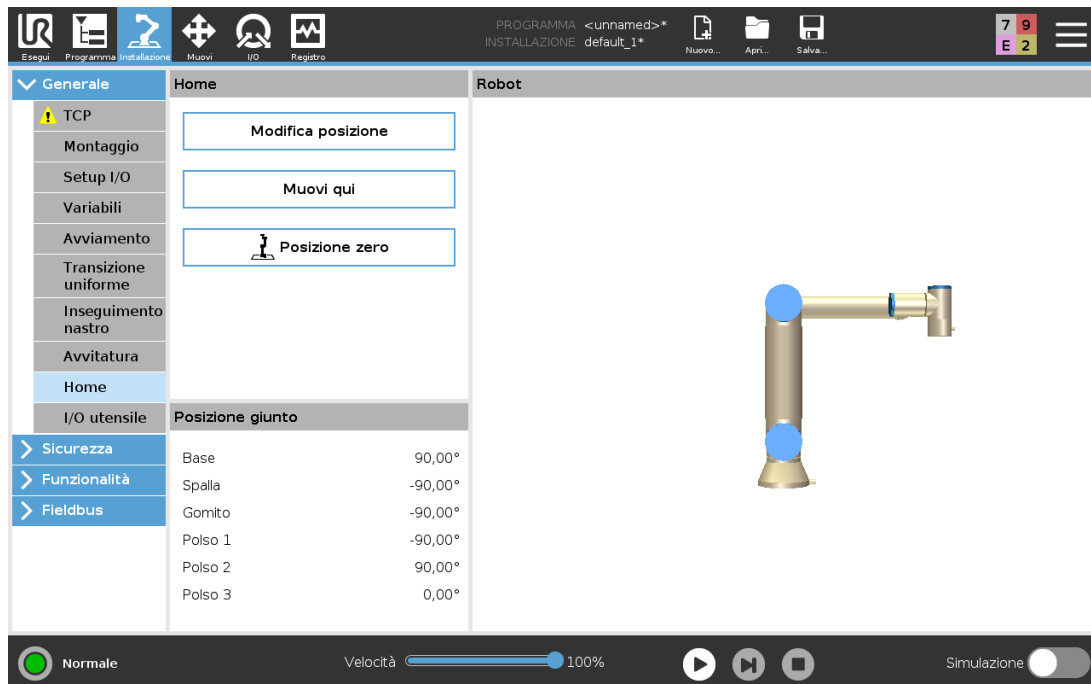 PROGRAMMA <unnamed>*
INSTALLAZIONE default_1*
UR
Esegui
Programma
Installazione
Muovi
I/O
Registro
Nuovo...
Apri...
Salva...
7 9
E 2
Generale
TCP
Montaggio
Setup I/O
Variabili
Avviamento
Transizione
uniforme
Inseguimento
nastro
Avvitatura
Home
I/O utensile
Sicurezza
Funzionalità
Fieldbus
Home
Modifica posizione
Muovi qui
Posizione zero
Posizione giunto
Base 90,00°
Spalla -90,00°
Gomito -90,00°
Polso 1 -90,00°
Polso 2 90,00°
Polso 3 0,00°
Robot
Normale
Velocità 100%
Simulazione